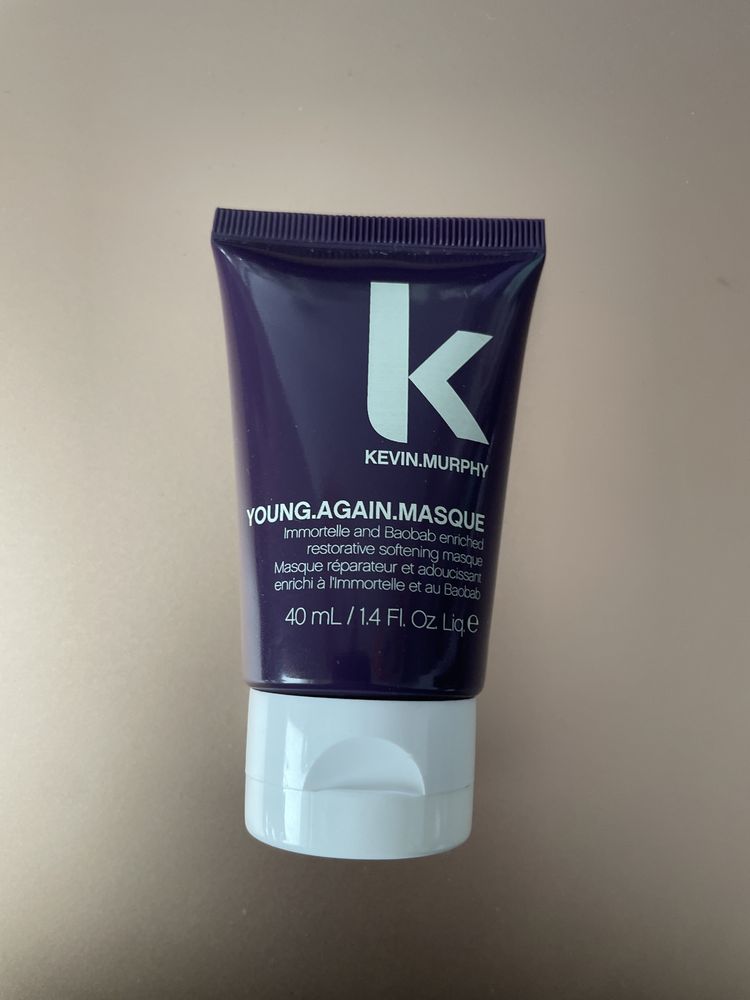 k
KEVIN.MURPHY
YOUNG.AGAIN.MASQUE
Immortelle and Baobab enriched
restorative softening masque
Masque réparateur et adoucissant
enrichi à l'Immortelle et au Baobab
40 mL / 1.4 Fl. Oz. Liq. e